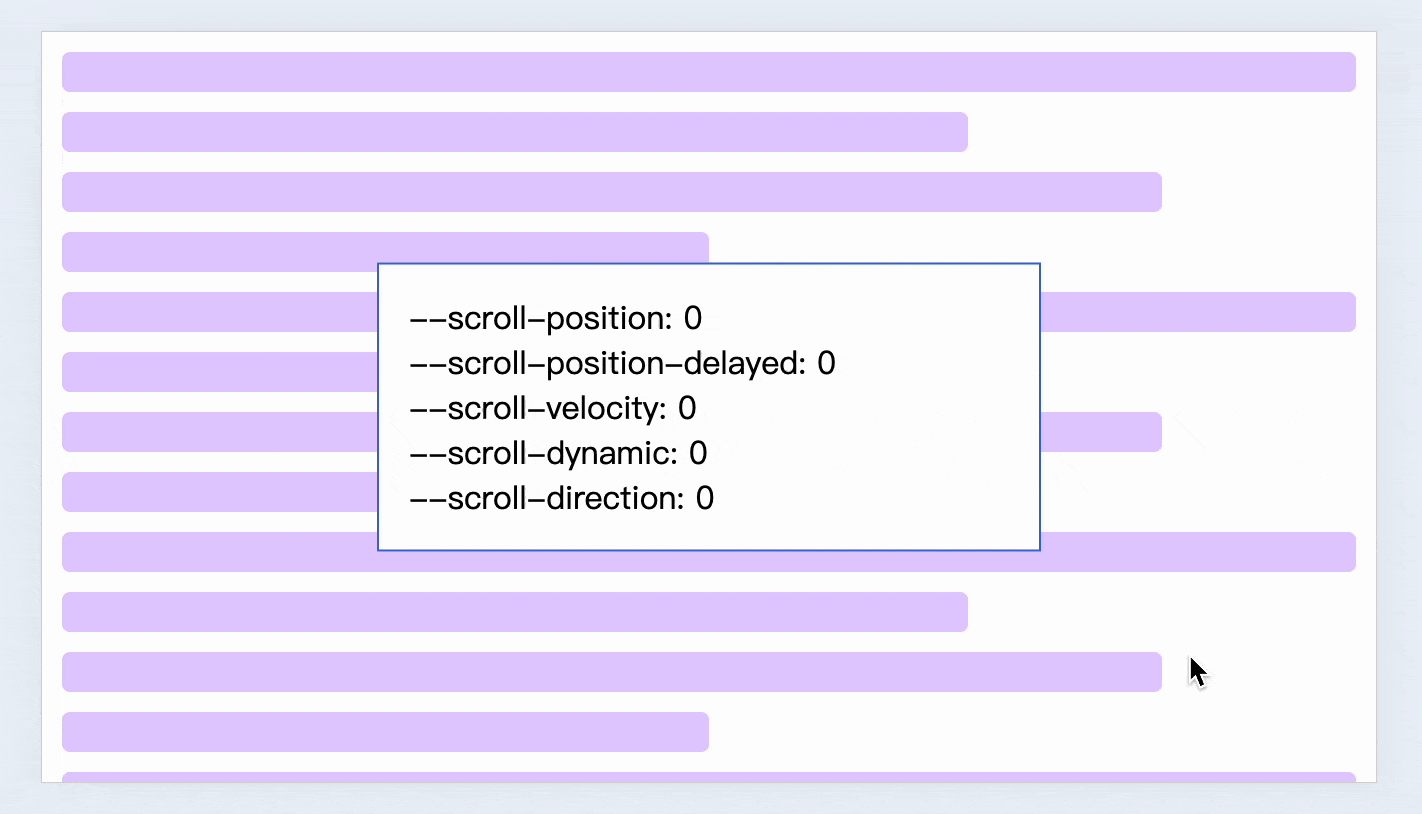 --scroll-position: 0
--scroll-position-delayed: 0
--scroll-velocity: 0
--scroll-dynamic: 0
--scroll-direction: 0